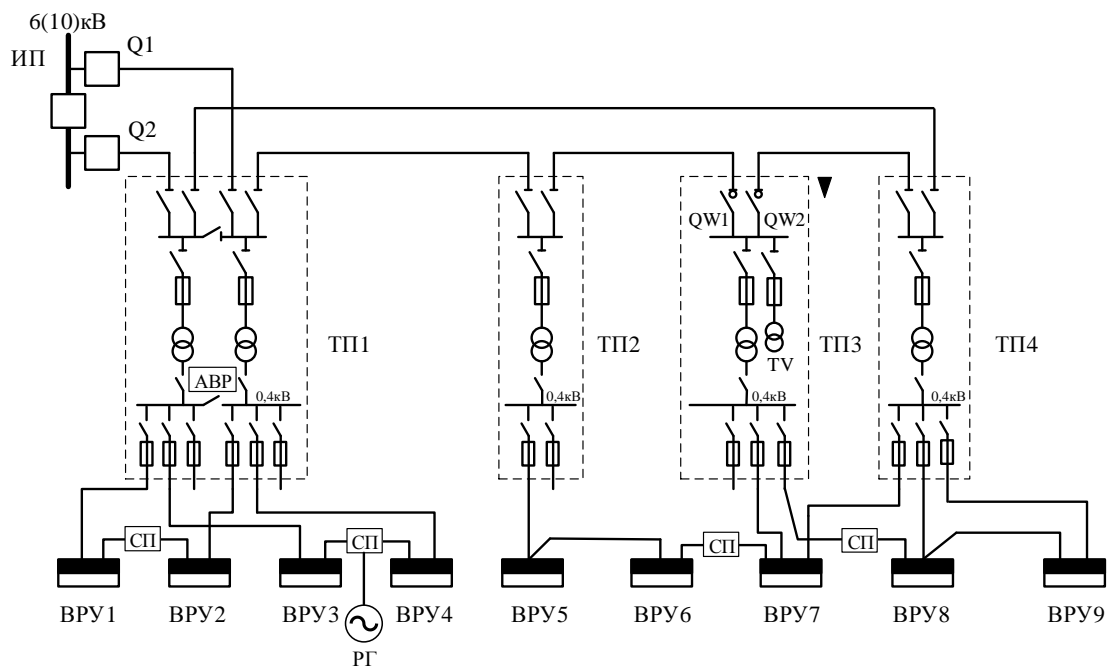 6(10)кВ
ИП
Q1
Q2
QW1
QW2
ТП1
ТП2
TV
ТП3
ТП4
АВР
0,4кВ
0,4кВ
0,4кВ
0,4кВ
СП
СП
СП
СП
ВРУ1
ВРУ2
ВРУ3
ВРУ4
ВРУ5
ВРУ6
ВРУ7
ВРУ8
ВРУ9
РГ